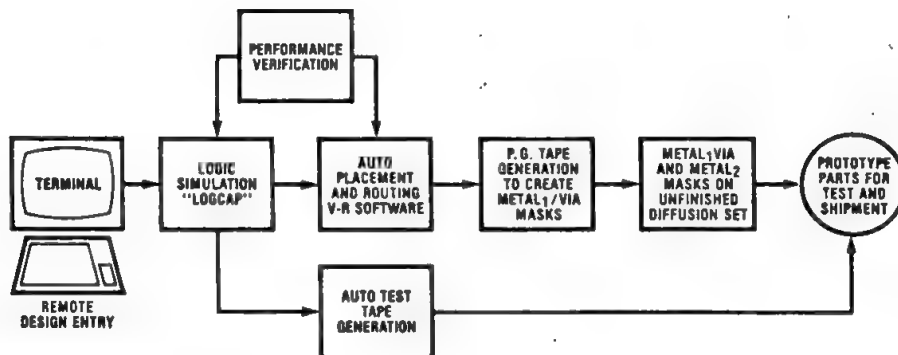 PERFORMANCE
VERIFICATION
TERMINAL
LOGIC
SIMULATION
"LOGCAP"
AUTO
PLACEMENT
AND ROUTING
V-R SOFTWARE
P.G. TAPE
GENERATION
TO CREATE
METAL₁/VIA
MASKS
METAL₁VIA
AND METAL₂
MASKS ON
UNFINISHED
DIFFUSION SET
PROTOTYPE
PARTS FOR
TEST AND
SHIPMENT
REMOTE
DESIGN ENTRY
AUTO TEST
TAPE
GENERATION